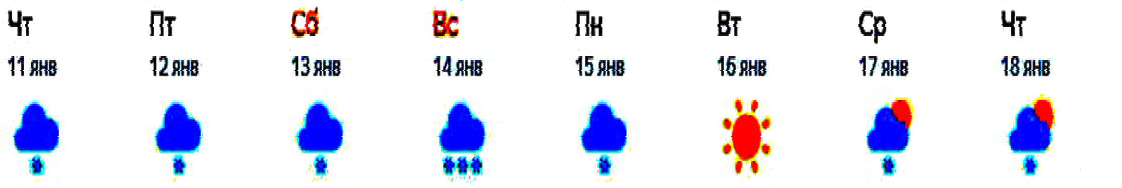 Чт Пт Сб Вс Пн Вт Ср Чт
11 янв 12 янв 13 янв 14 янв 15 янв 16 янв 17 янв 18 янв